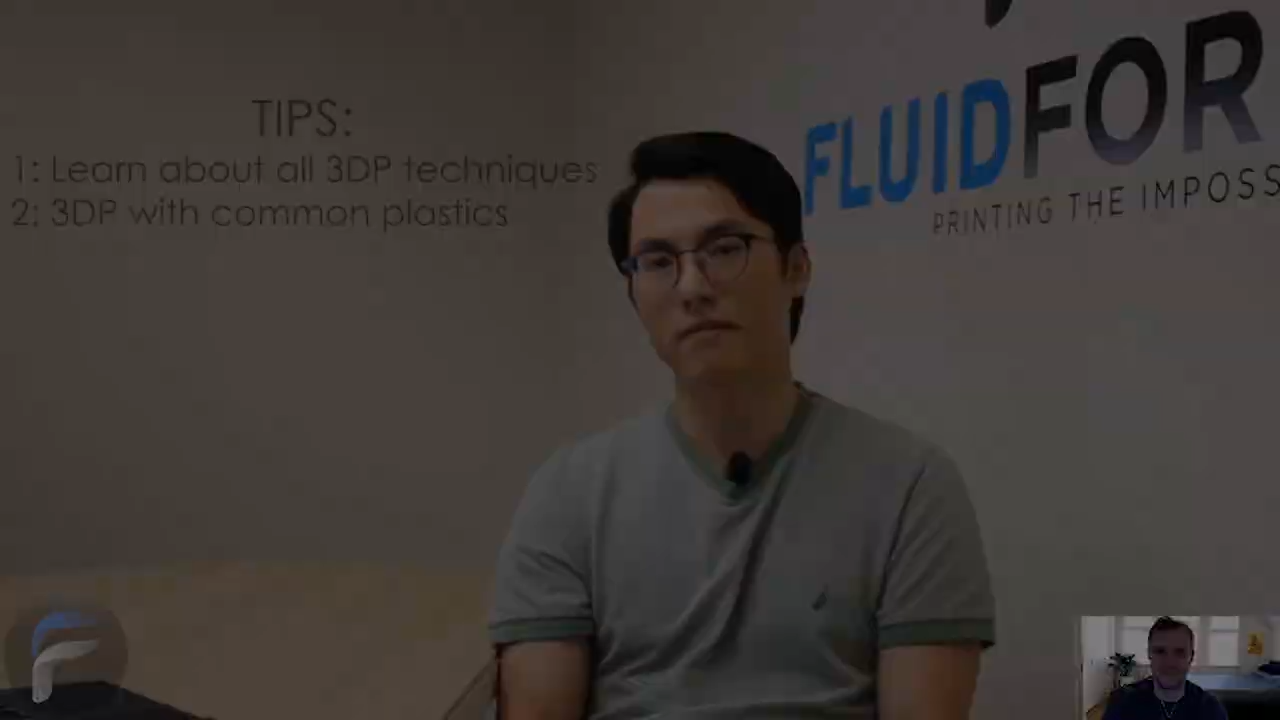 TIPS:
1: Learn about all 3DP techniques
2: 3DP with common plastics
FLUIDFOR
PRINTING THE IMPOSS